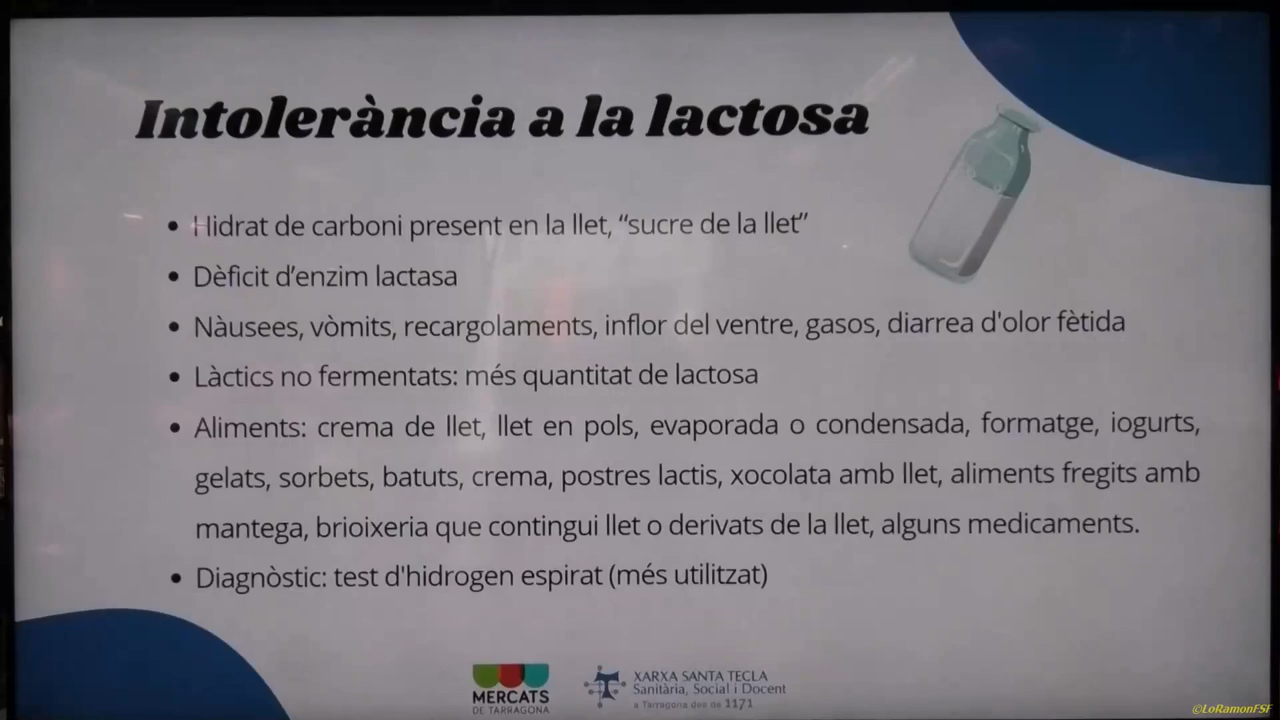 Intolerància a la lactosa
• Hidrat de carboni present en la llet, “sucre de la llet”
• Dèficit d’enzim lactasa
• Nàusees, vòmits, recargolaments, inflor del ventre, gasos, diarrea d'olor fètida
• Làctics no fermentats: més quantitat de lactosa
• Aliments: crema de llet, llet en pols, evaporada o condensada, formatge, iogurts,
gelats, sorbets, batuts, crema, postres lactis, xocolata amb llet, aliments fregits amb
mantega, brioixeria que contingui llet o derivats de la llet, alguns medicaments.
• Diagnòstic: test d'hidrogen espirat (més utilitzat)
MERCATS
DE TARRAGONA
XARXA SANTA TECLA
Sanitària, Social i Docent
a Tarragona des de 1171
©LoRamonFSF